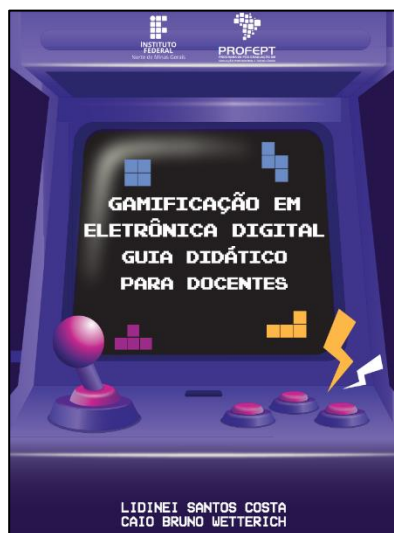 INSTITUTO
FEDERAL
Norte de Minas Gerais
PROFEPT
GAMIFICAÇÃO EM
ELETRÔNICA DIGITAL
GUIA DIDÁTICO
PARA DOCENTES
LIDINEI SANTOS COSTA
CAIO BRUNO WETTERICH